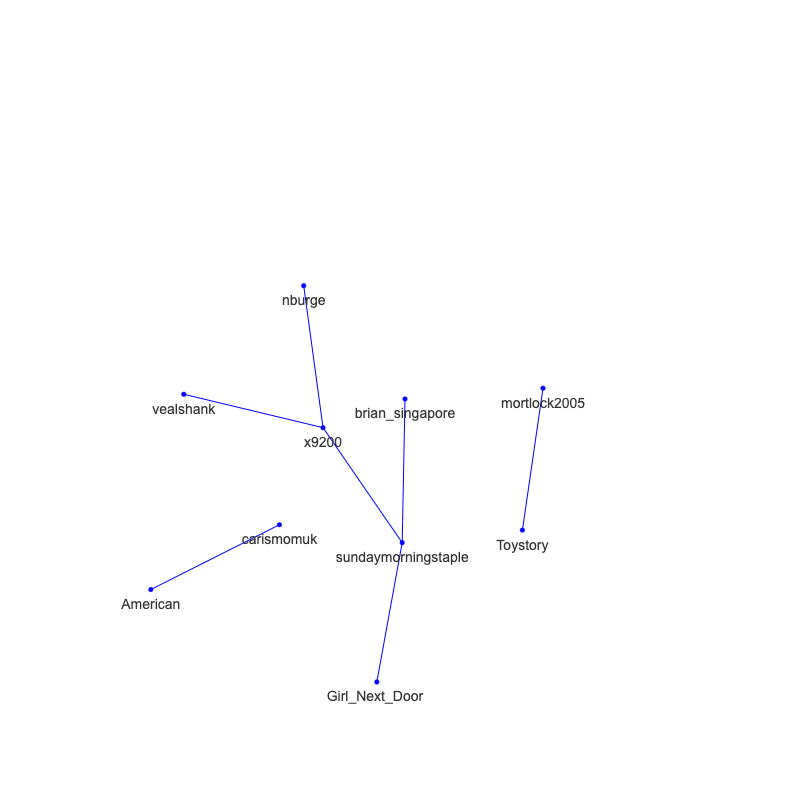 nburge
vealshank
brian_singapore
mortlock2005
x9200
carismomuk
Toystory
sundaymorningstaple
American
Girl_Next_Door